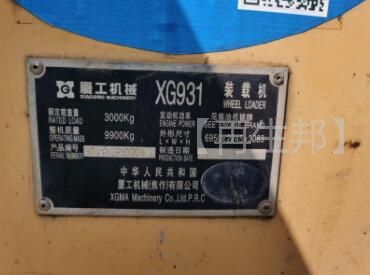 厦工机械
XIAGONG MACHINERY
XG931 装载机
WHEEL LOADER
额定载重量
RATED LOAD
3000Kg
发动机功率
ENGINE POWER
整机质量
OPERATING MASS
9900Kg
外形尺寸
L×W×H
产品编号
SERIAL NUMBER
制造日期
PRODUCTION DATE
中华人民共和国
厦工机械(焦作)有限公司
XGMA Machinery Co.,Ltd,P.R.C